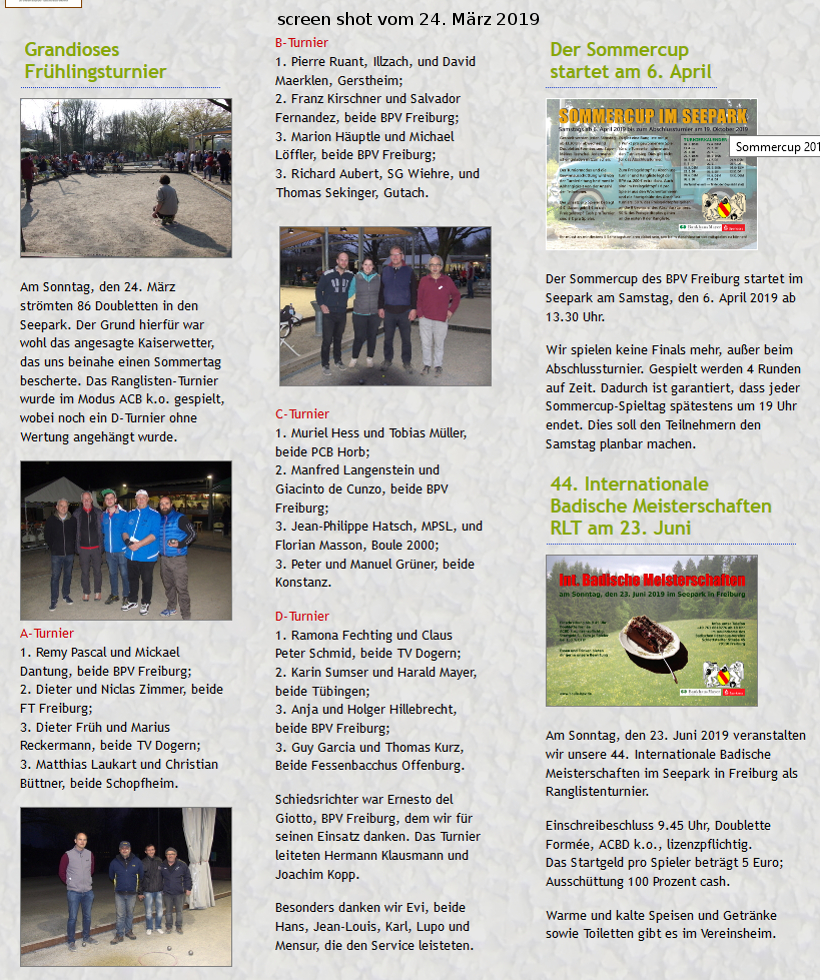 screen shot vom 24. März 2019
Grandioses
Frühlingsturnier
Am Sonntag, den 24. März
strömten 86 Doubletten in den
Seepark. Der Grund hierfür war
wohl das angesagte Kaiserwetter,
das uns beinahe einen Sommertag
bescherte. Das Ranglisten-Turnier
wurde im Modus ACB k.o. gespielt,
wobei noch ein D-Turnier ohne
Wertung angehängt wurde.
A-Turnier
1. Remy Pascal und Mickael
Dantung, beide BPV Freiburg;
2. Dieter und Niclas Zimmer, beide
FT Freiburg;
3. Dieter Früh und Marius
Reckermann, beide TV Dogern;
3. Matthias Laukart und Christian
Büttner, beide Schopfheim.
B-Turnier
1. Pierre Ruant, Illzach, und David
Maerklen, Gerstheim;
2. Franz Kirschner und Salvador
Fernandez, beide BPV Freiburg;
3. Marion Häuptle und Michael
Löffler, beide BPV Freiburg;
3. Richard Aubert, SG Wiehre, und
Thomas Sekinger, Gutach.
C-Turnier
1. Muriel Hess und Tobias Müller,
beide PCB Horb;
2. Manfred Langenstein und
Giacinto de Cunzo, beide BPV
Freiburg;
3. Jean-Philippe Hatsch, MPSL, und
Florian Masson, Boule 2000;
3. Peter und Manuel Grüner, beide
Konstanz.
D-Turnier
1. Ramona Fechting und Claus
Peter Schmid, beide TV Dogern;
2. Karin Sumser und Harald Mayer,
beide Tübingen;
3. Anja und Holger Hillebrecht,
beide BPV Freiburg;
3. Guy Garcia und Thomas Kurz,
Beide Fessenbacchus Offenburg.
Schiedsrichter war Ernesto del
Giotto, BPV Freiburg, dem wir für
seinen Einsatz danken. Das Turnier
leiteten Hermann Klausmann und
Joachim Kopp.
Besonders danken wir Evi, beide
Hans, Jean-Louis, Karl, Lupo und
Mensur, die den Service leisteten.
Der Sommercup
startet am 6. April
SOMMERCUP IM SEEPARK
Samstag ab 6. April 2019 bis zum Abschlussturnier am 19. Oktober 2019
Sommercup 201
Der Sommercup des BPV Freiburg startet im
Seepark am Samstag, den 6. April 2019 ab
13.30 Uhr.
Wir spielen keine Finals mehr, außer beim
Abschlussturnier. Gespielt werden 4 Runden
auf Zeit. Dadurch ist garantiert, dass jeder
Sommercup-Spieltag spätestens um 19 Uhr
endet. Dies soll den Teilnehmern den
Samstag planbar machen.
44. Internationale
Badische Meisterschaften
RLT am 23. Juni
Int. Badische Meisterschaften
am Sonntag, den 23. Juni 2019 im Seepark in Freiburg
Am Sonntag, den 23. Juni 2019 veranstalten
wir unsere 44. Internationale Badische
Meisterschaften im Seepark in Freiburg als
Ranglistenturnier.
Einschreibeschluss 9.45 Uhr, Doublette
Formée, ACBD k.o., lizenzpflichtig.
Das Startgeld pro Spieler beträgt 5 Euro;
Ausschüttung 100 Prozent cash.
Warme und kalte Speisen und Getränke
sowie Toiletten gibt es im Vereinsheim.